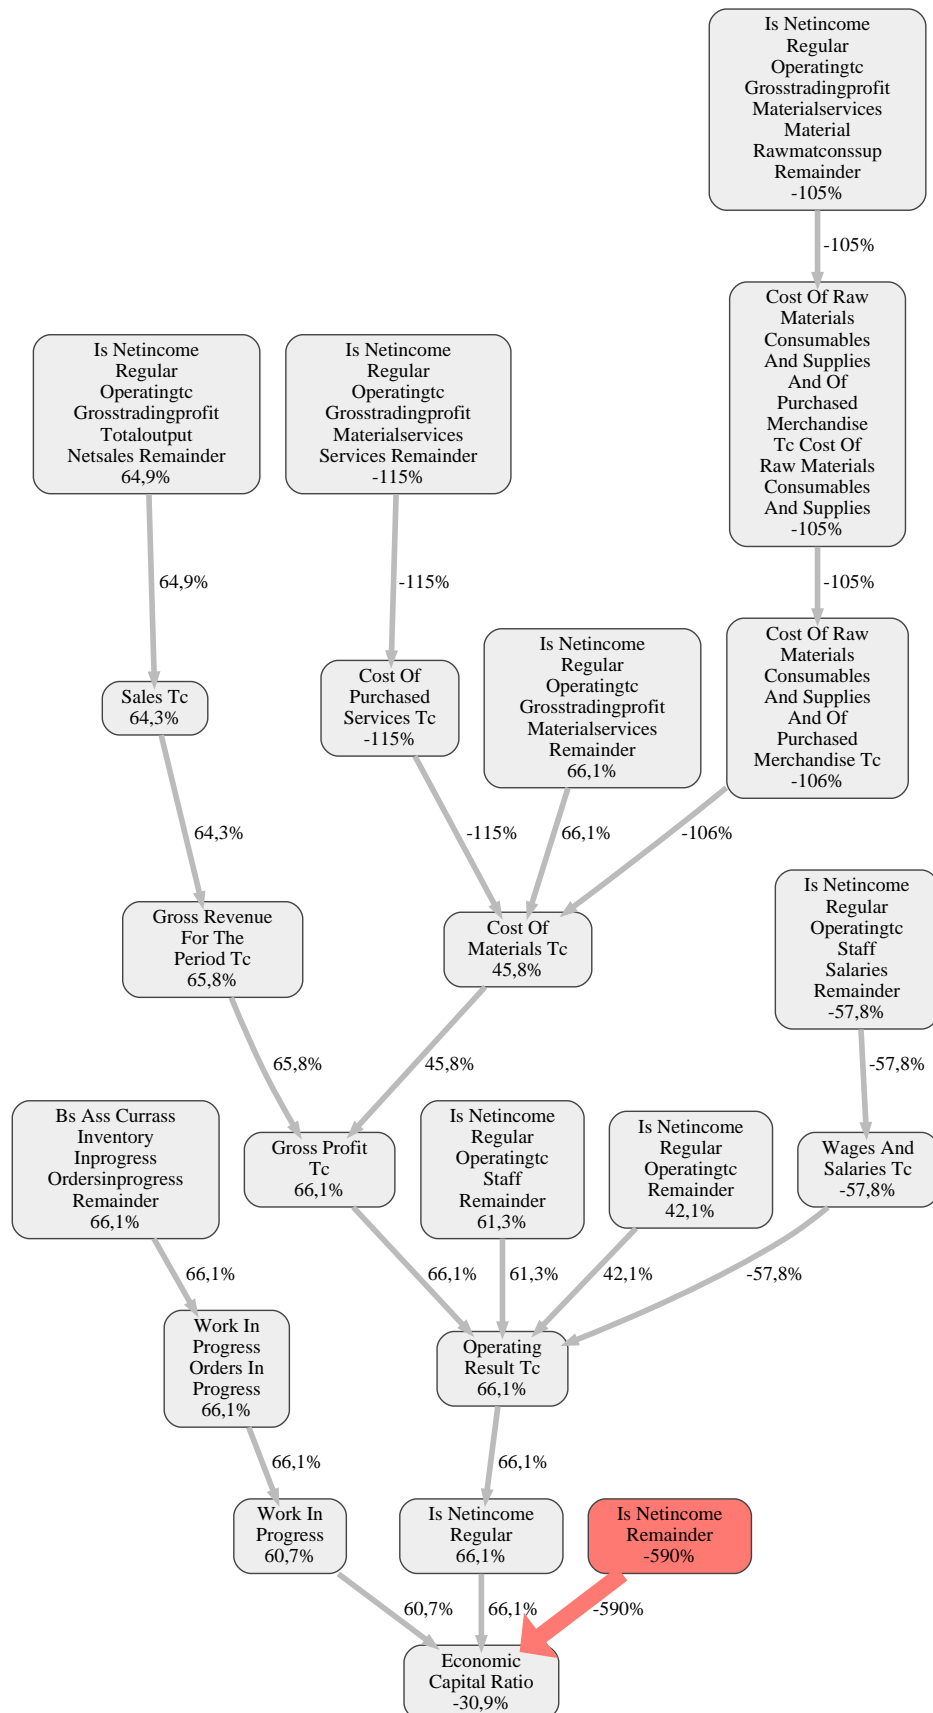 Is Netincome
Regular
Operatingtc
Grosstradingprofit
Materialservices
Material
Rawmatconssup
Remainder
-105%
-105%
Cost Of Raw
Materials
Consumables
And Supplies
And Of
Purchased
Merchandise
Tc Cost Of
Raw Materials
Consumables
And Supplies
-105%
Is Netincome
Regular
Operatingtc
Grosstradingprofit
Totaloutput
Netsales Remainder
64,9%
Is Netincome
Regular
Operatingtc
Grosstradingprofit
Materialservices
Services Remainder
-115%
64,9%
-115%
-105%
Sales Tc
64,3%
Cost Of
Purchased
Services Tc
-115%
Is Netincome
Regular
Operatingtc
Grosstradingprofit
Materialservices
Remainder
66,1%
Cost Of Raw
Materials
Consumables
And Supplies
And Of
Purchased
Merchandise Tc
-106%
64,3%
-115%
66,1%
-106%
Gross Revenue
For The
Period Tc
65,8%
Cost Of
Materials Tc
45,8%
Is Netincome
Regular
Operatingtc
Staff
Salaries
Remainder
-57,8%
65,8%
45,8%
-57,8%
Bs Ass Currass
Inventory
Inprogress
Ordersinprogress
Remainder
66,1%
Gross Profit
Tc
66,1%
Is Netincome
Regular
Operatingtc
Staff
Remainder
61,3%
Is Netincome
Regular
Operatingtc
Remainder
42,1%
Wages And
Salaries Tc
-57,8%
66,1%
66,1%
61,3%
42,1%
-57,8%
Work In
Progress
Orders In
Progress
66,1%
Operating
Result Tc
66,1%
66,1%
66,1%
Work In
Progress
60,7%
Is Netincome
Regular
66,1%
Is Netincome
Remainder
-590%
60,7%
66,1%
-590%
Economic
Capital Ratio
-30,9%